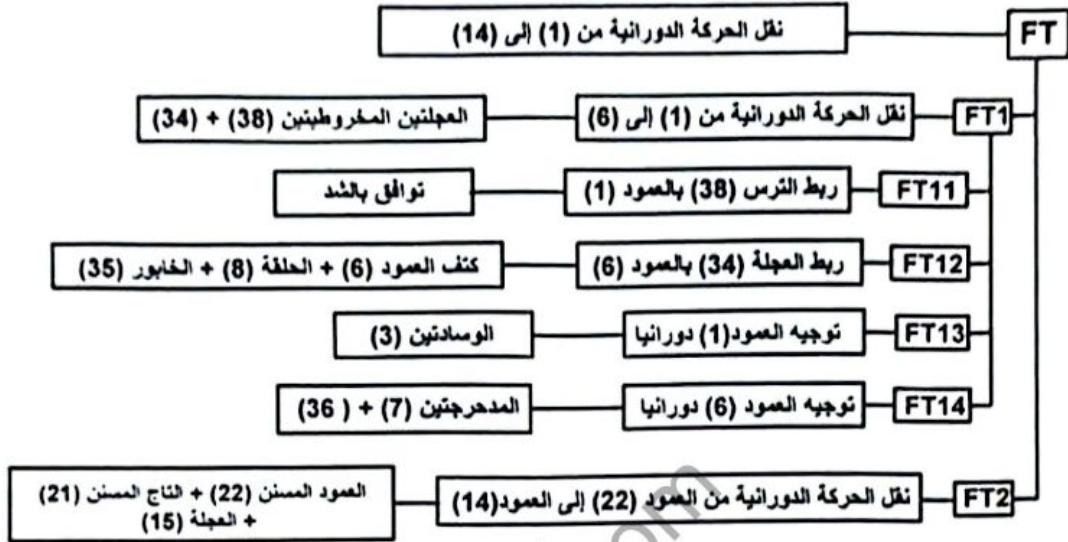 FT نقل الحركة الدورانية من (1) إلى (14)
FT1 نقل الحركة الدورانية من (1) إلى (6) العجلتين المخروطيتين (38) + (34)
FT11 ربط الترس (38) بالعمود (1) توافق بالشد
FT12 ربط العجلة (34) بالعمود (6) كتف العمود (6) + الحلقة (8) + الخابور (35)
FT13 توجيه العمود(1) دورانيا الوسادتين (3)
FT14 توجيه العمود (6) دورانيا المدحرجتين (7) + ( 36)
FT2 نقل الحركة الدورانية من العمود (22) إلى العمود(14) العمود المسنن (22) + التاج المسنن (21)
+ العجلة (15)
om